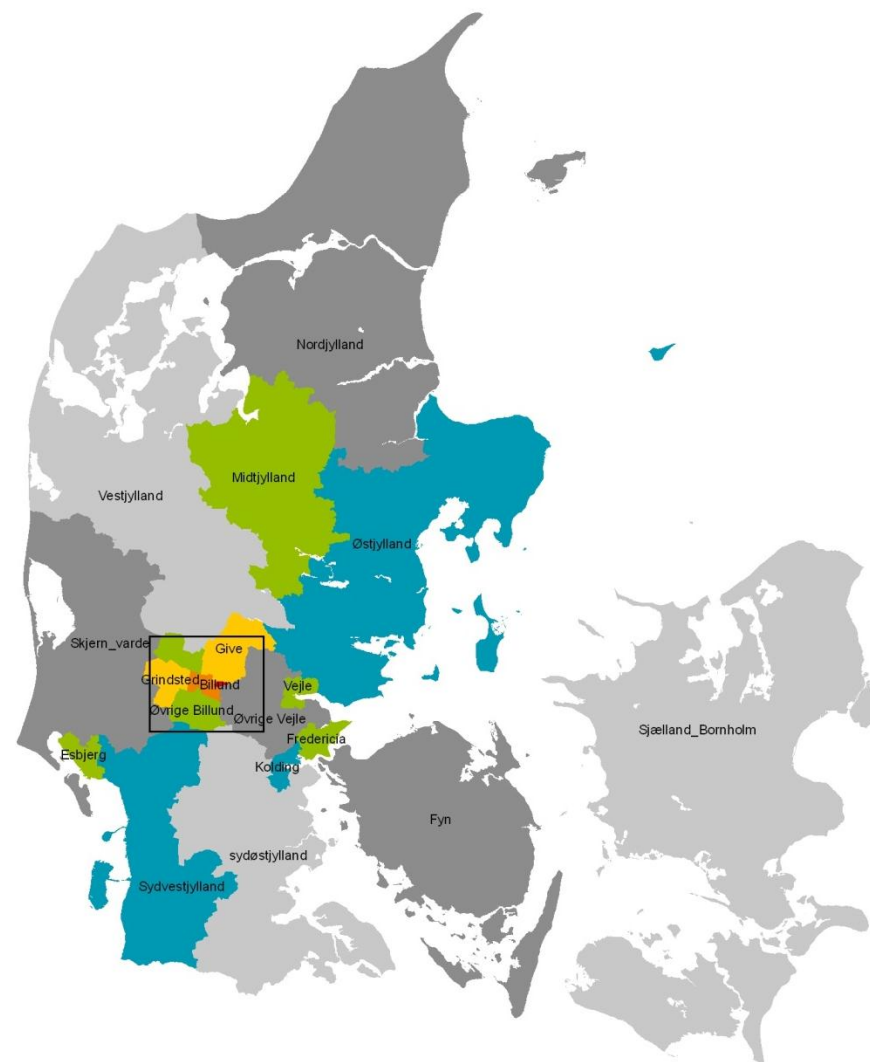 Nordjylland
Midtjylland
Vestjylland
Østjylland
Skjern_varde
Give
Grindsted
Billund
Vejle
Øvrige Billund
Øvrige Vejle
Fredericia
Sjælland_Bornholm
Esbjerg
Kolding
Fyn
sydøstjylland
Sydvestjylland